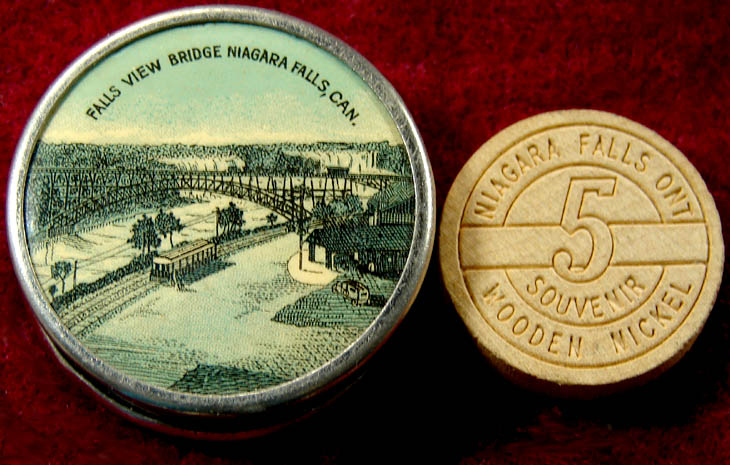 FALLS VIEW BRIDGE NIAGARA FALLS, CAN.
NIAGARA FALLS ONT
5
SOUVENIR
WOODEN NICKEL